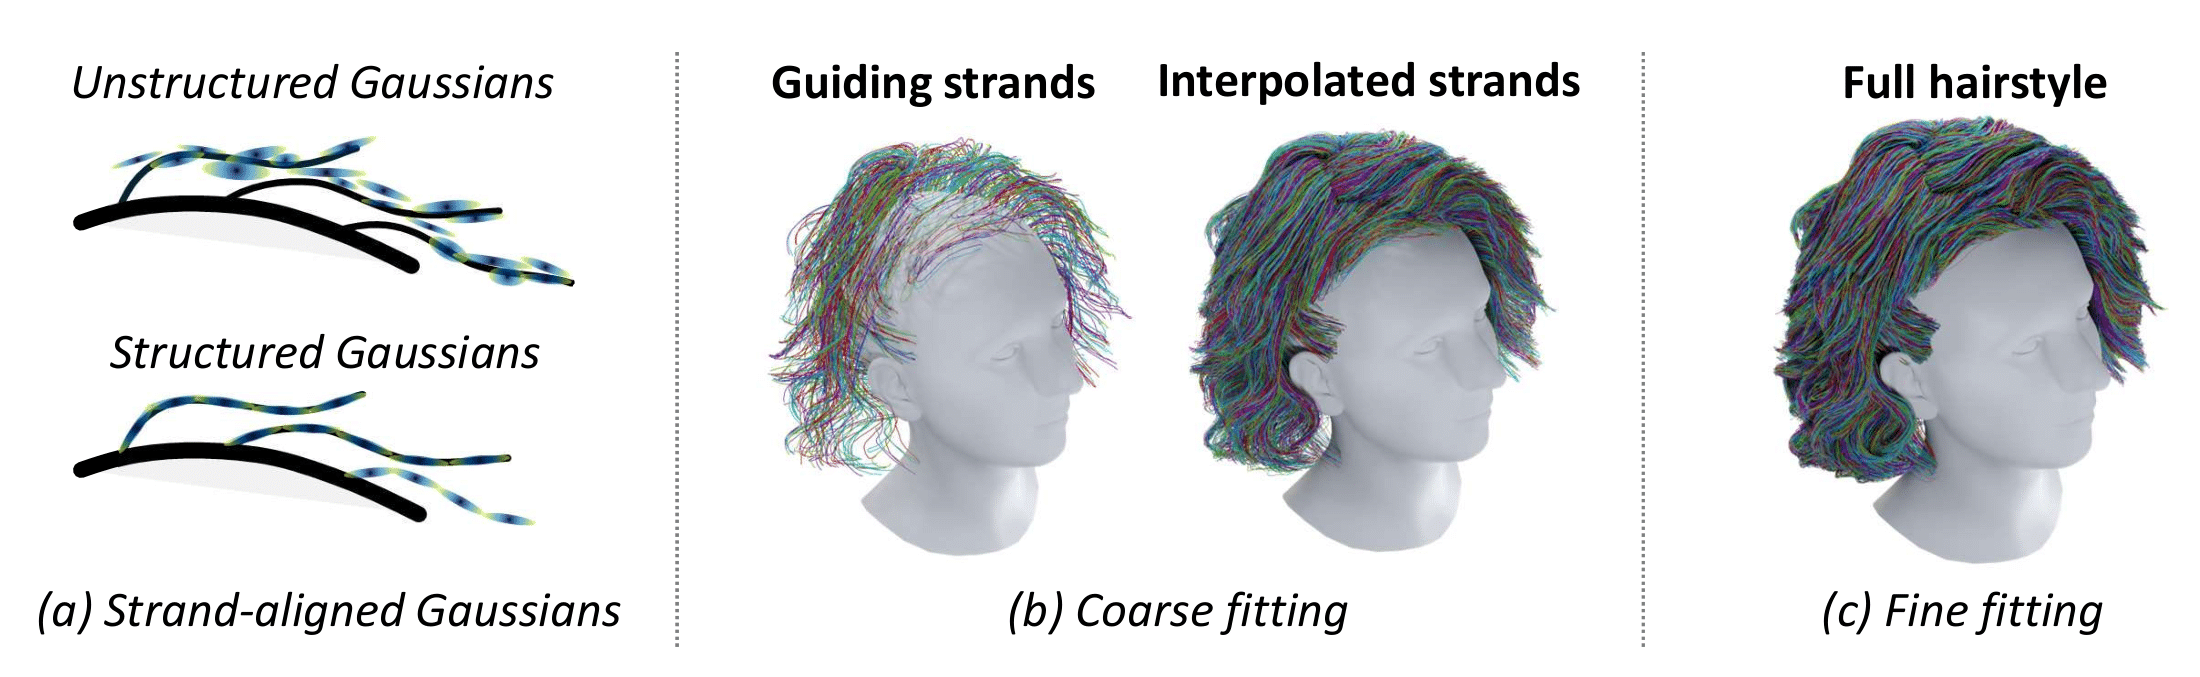 Unstructured Gaussians
Structured Gaussians
(a) Strand-aligned Gaussians
Guiding strands
Interpolated strands
(b) Coarse fitting
Full hairstyle
(c) Fine fitting